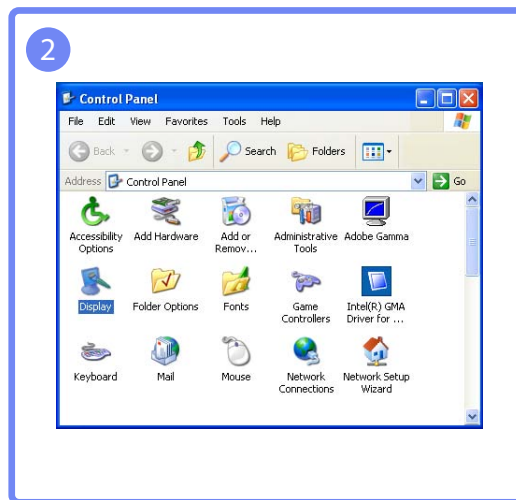 2
Control Panel
File Edit View Favorites Tools Help
Back Search Folders
Address Control Panel Go
Accessibility Options Add Hardware Add or Remov... Administrative Tools Adobe Gamma
Display Folder Options Fonts Game Controllers Intel(R) GMA Driver for ...
Keyboard Mail Mouse Network Connections Network Setup Wizard